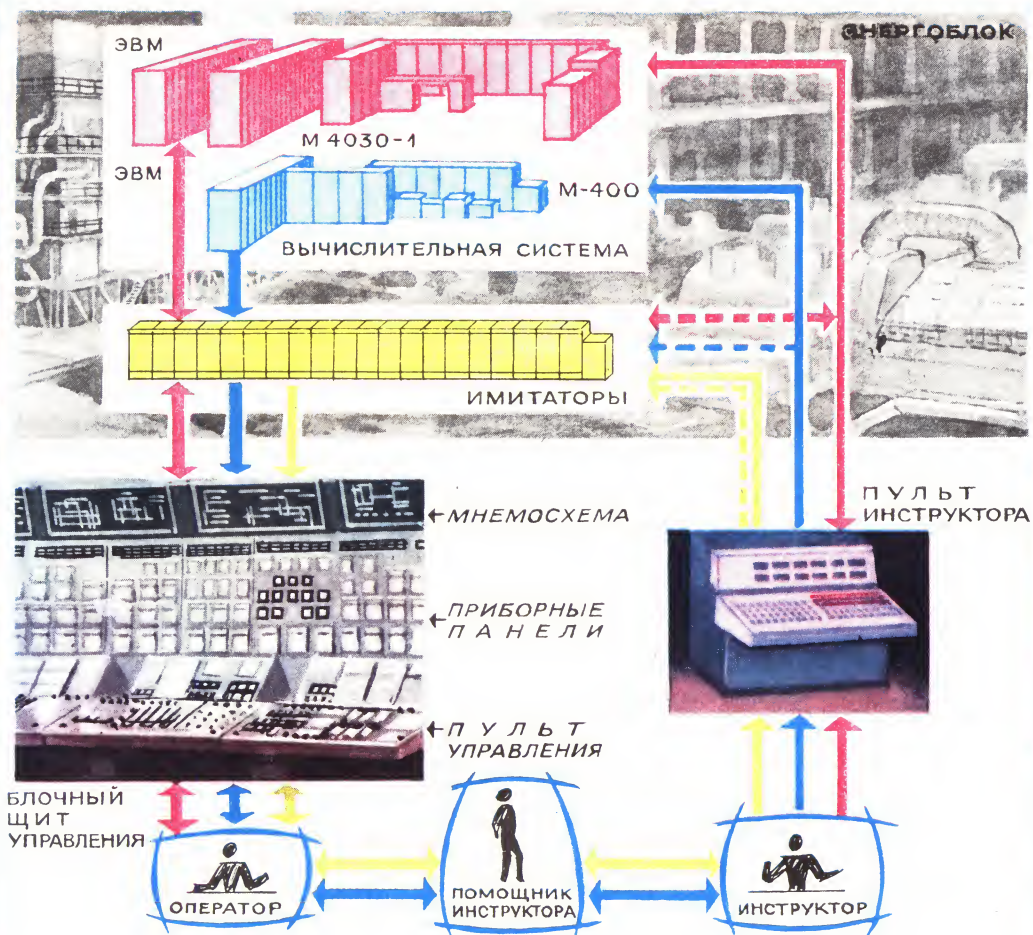 ЭВМ
ЭНЕРГОБЛОК
М 4030-1
ЭВМ
М-400
ВЫЧИСЛИТЕЛЬНАЯ СИСТЕМА
ИМИТАТОРЫ
ПУЛЬТ
ИНСТРУКТОРА
←МНЕМОСХЕМА
←ПРИБОРНЫЕ
ПАНЕЛИ
←ПУЛЬТ
УПРАВЛЕНИЯ
БЛОЧНЫЙ
ЩИТ
УПРАВЛЕНИЯ
ОПЕРАТОР
ПОМОЩНИК
ИНСТРУКТОРА
ИНСТРУКТОР